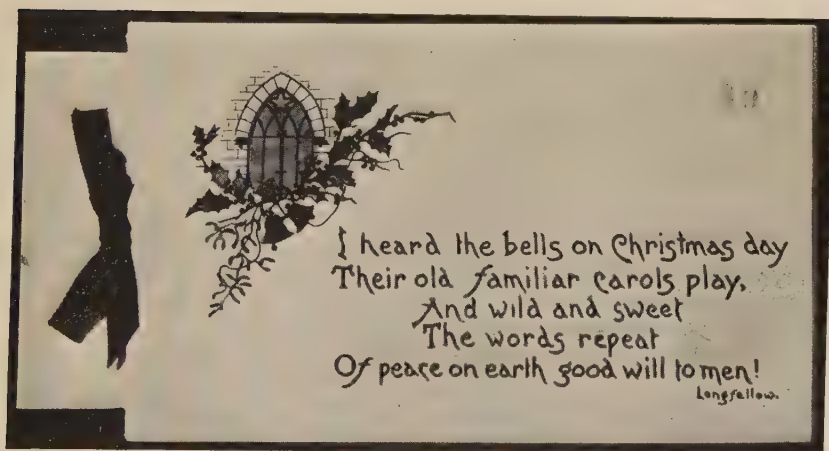 I heard the bells on Christmas day
Their old familiar carols play,
And wild and sweet
The words repeat
Of peace on earth good will to men!
Longfellow.